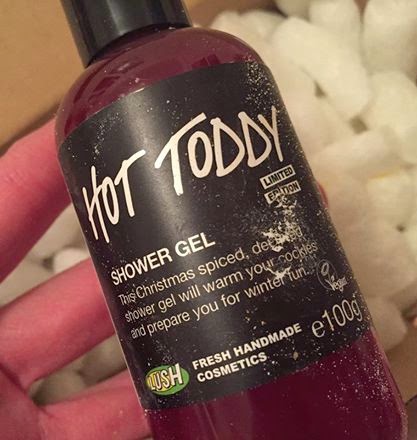 HOT TODDY
LIMITED
EDITION
SHOWER GEL
This Christmas spiced,
shower gel will warm your cockles
and prepare you for winter fun...
Vegan
e100g
LUSH
FRESH HANDMADE
COSMETICS